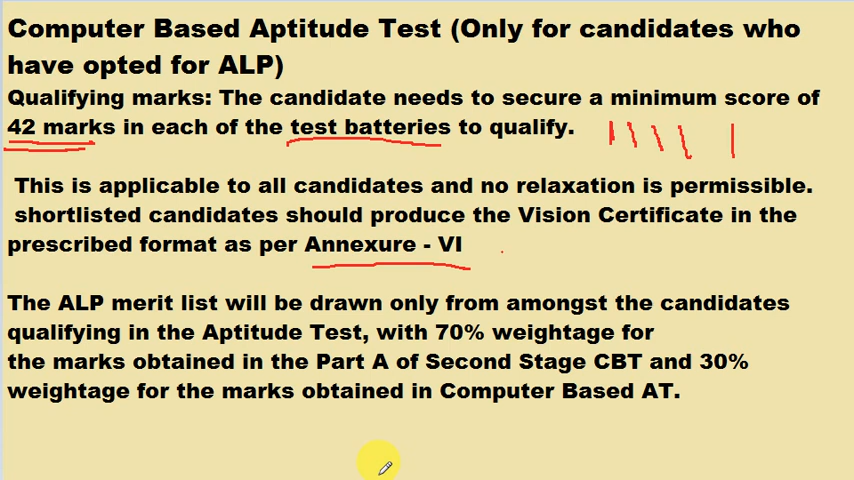 Computer Based Aptitude Test (Only for candidates who
have opted for ALP)
Qualifying marks: The candidate needs to secure a minimum score of
42 marks in each of the test batteries to qualify.
This is applicable to all candidates and no relaxation is permissible.
shortlisted candidates should produce the Vision Certificate in the
prescribed format as per Annexure - VI
The ALP merit list will be drawn only from amongst the candidates
qualifying in the Aptitude Test, with 70% weightage for
the marks obtained in the Part A of Second Stage CBT and 30%
weightage for the marks obtained in Computer Based AT.